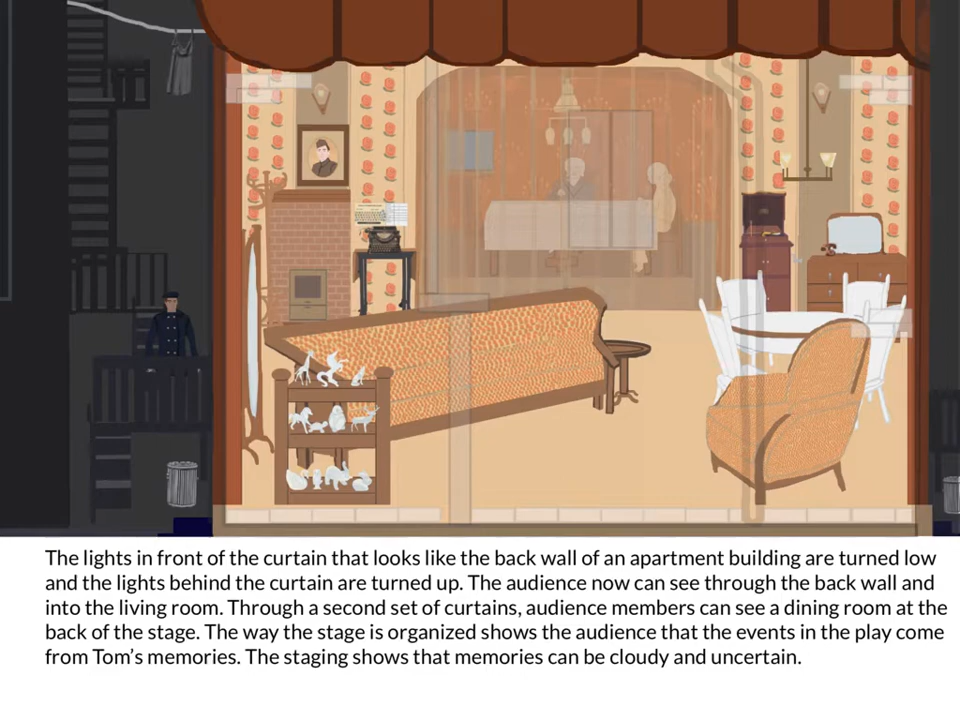 The lights in front of the curtain that looks like the back wall of an apartment building are turned low
and the lights behind the curtain are turned up. The audience now can see through the back wall and
into the living room. Through a second set of curtains, audience members can see a dining room at the
back of the stage. The way the stage is organized shows the audience that the events in the play come
from Tom’s memories. The staging shows that memories can be cloudy and uncertain.